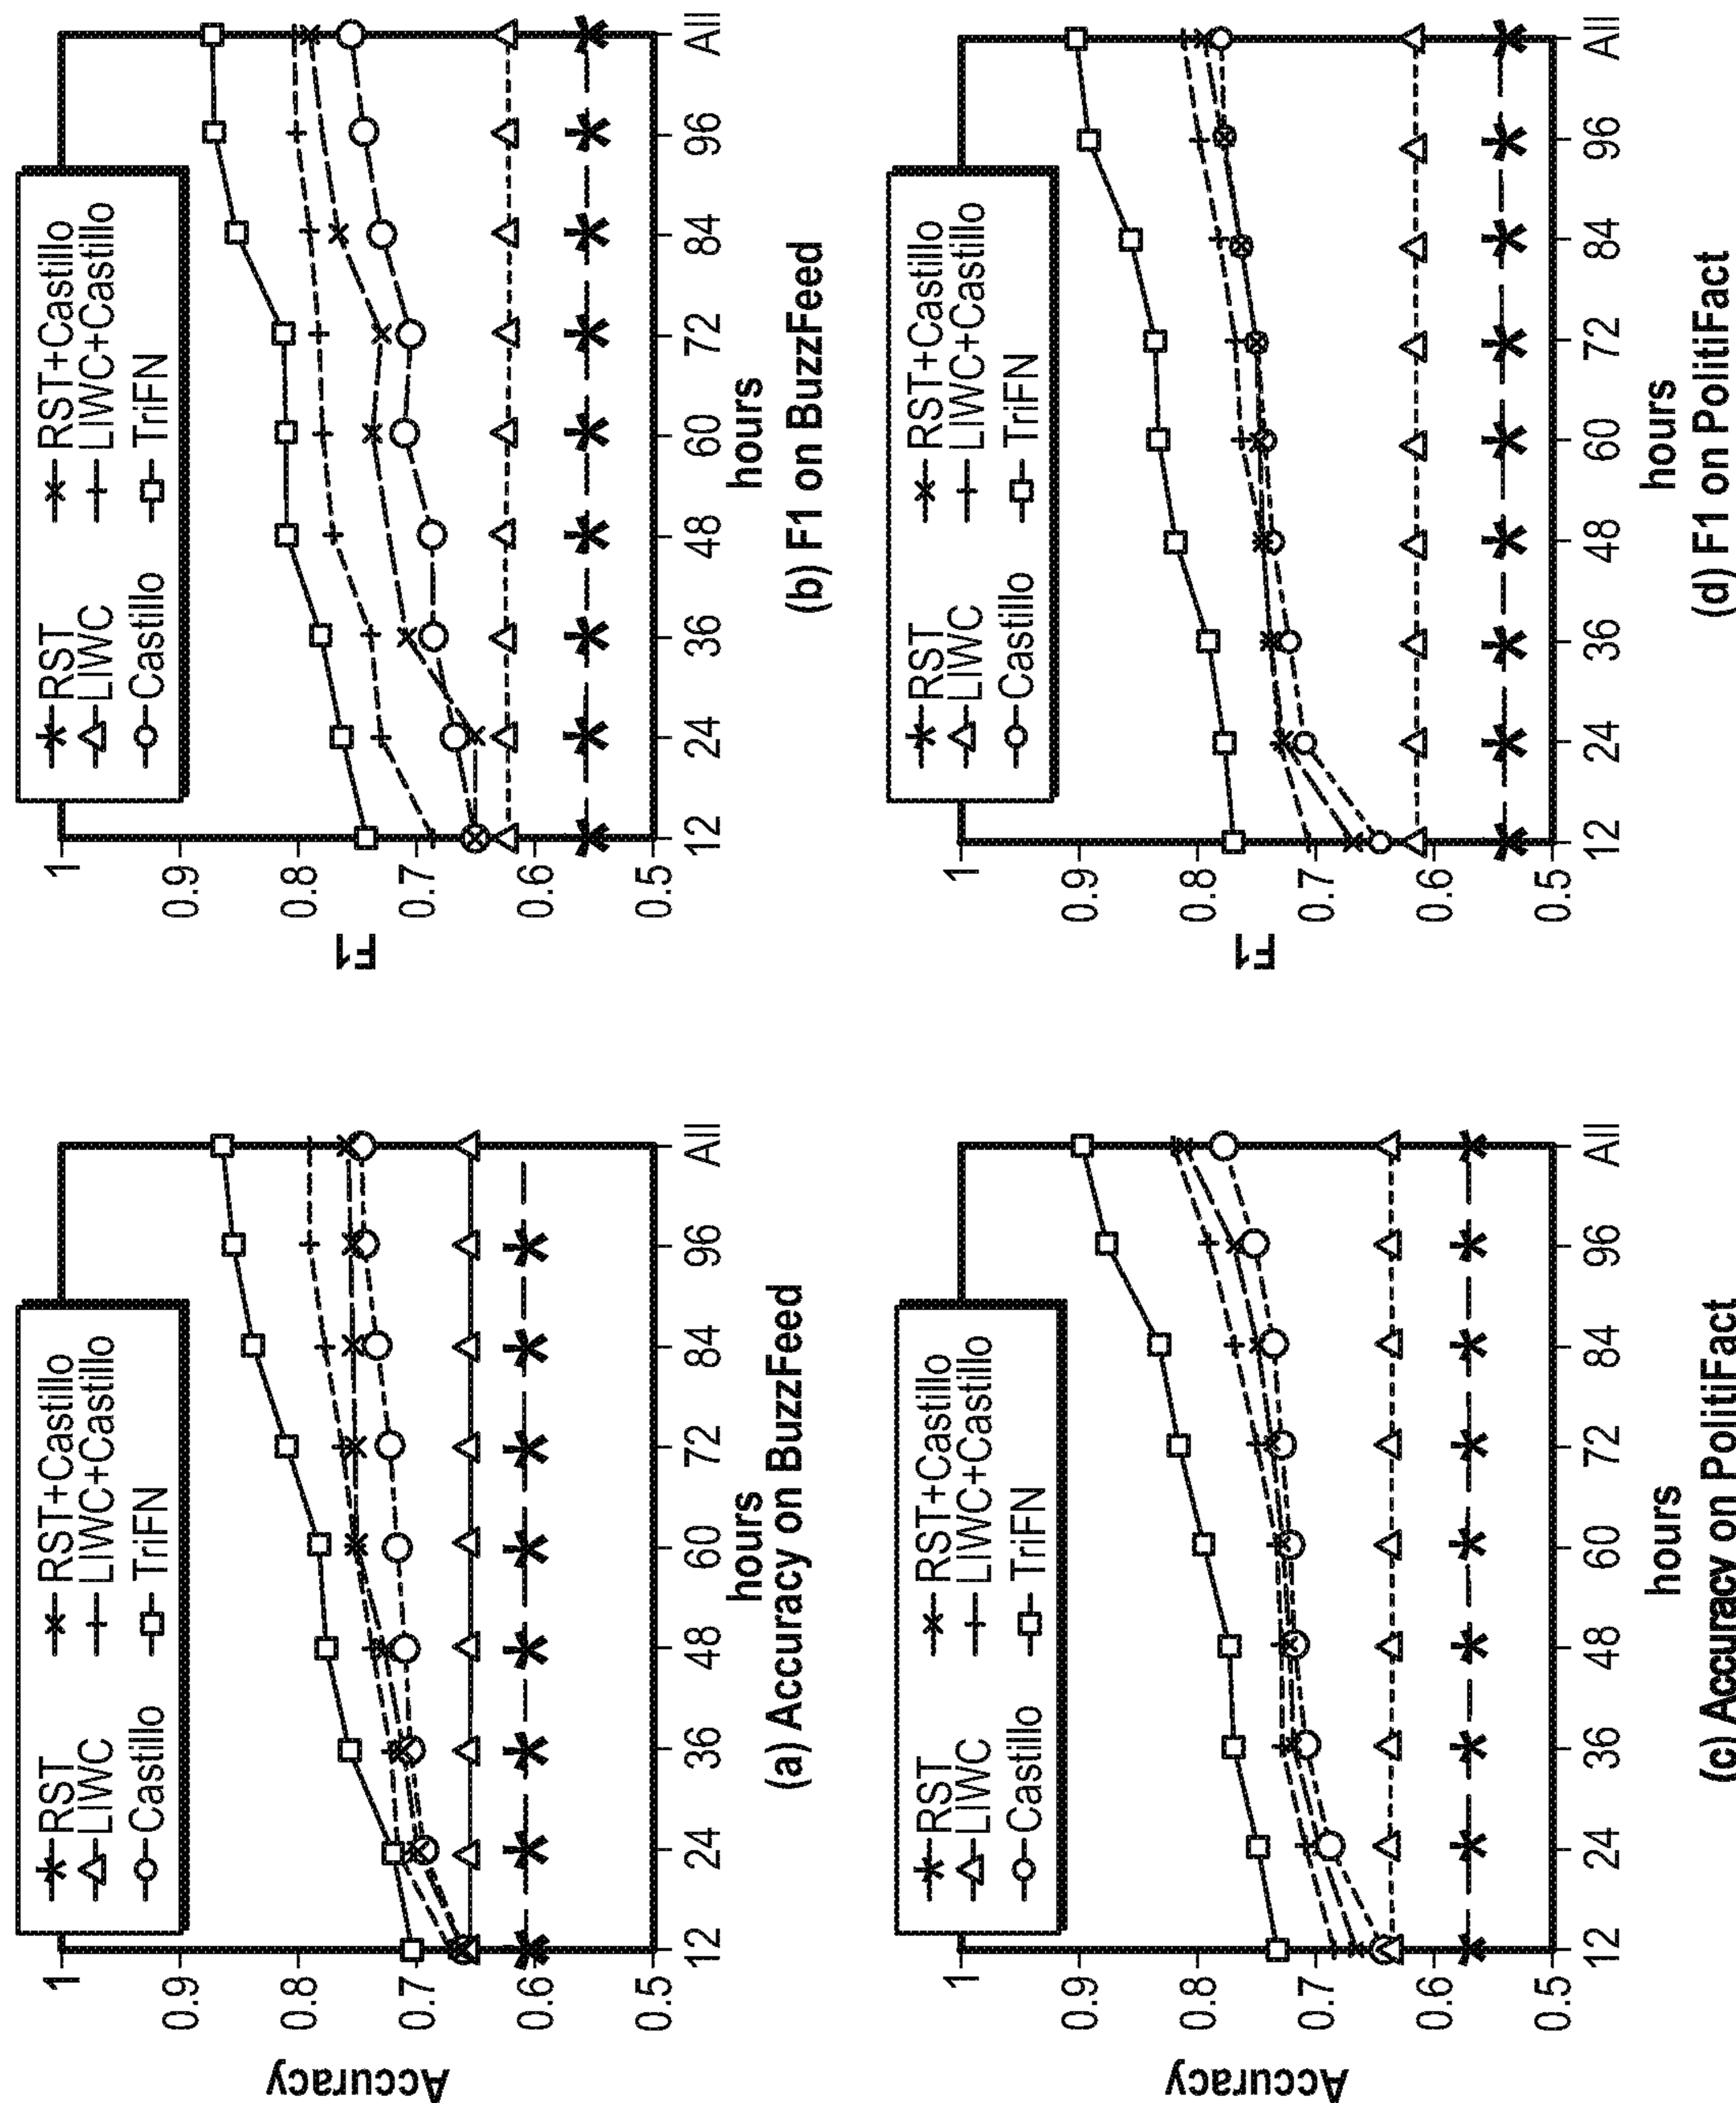 RST
RST+Castillo
LIWC
LIWC+Castillo
Castillo
TriFN
Accuracy
1
0.9
0.8
0.7
0.6
0.5
12 24 36 48 60 72 84 96 All
hours
(a) Accuracy on BuzzFeed
RST
RST+Castillo
LIWC
LIWC+Castillo
Castillo
TriFN
F1
1
0.9
0.8
0.7
0.6
0.5
12 24 36 48 60 72 84 96 All
hours
(b) F1 on BuzzFeed
RST
RST+Castillo
LIWC
LIWC+Castillo
Castillo
TriFN
Accuracy
1
0.9
0.8
0.7
0.6
0.5
12 24 36 48 60 72 84 96 All
hours
(c) Accuracy on PolitiFact
RST
RST+Castillo
LIWC
LIWC+Castillo
Castillo
TriFN
F1
1
0.9
0.8
0.7
0.6
0.5
12 24 36 48 60 72 84 96 All
hours
(d) F1 on PolitiFact